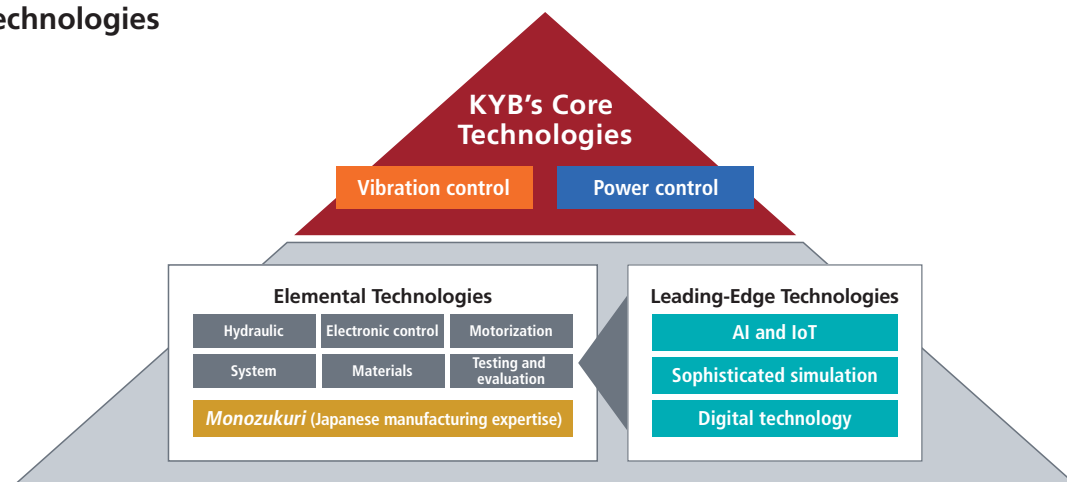 echnologies
KYB's Core
Technologies
Vibration control
Power control
Elemental Technologies
Hydraulic
Electronic control
Motorization
System
Materials
Testing and
evaluation
Monozukuri (Japanese manufacturing expertise)
Leading-Edge Technologies
AI and IoT
Sophisticated simulation
Digital technology